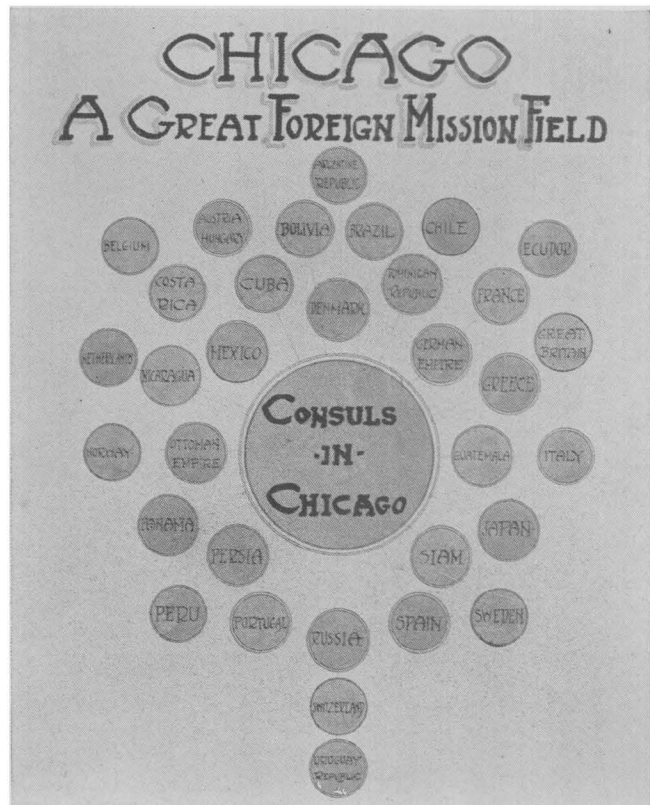 CHICAGO
A GREAT FOREIGN MISSION FIELD
ARGENTINE
REPUBLIC
AUSTRIA
HUNGARY
BOLIVIA
BRAZIL
CHILE
BELGIUM
ECUDOR
COSTA
RICA
CUBA
DENMARK
DOMINICAN
REPUBLIC
FRANCE
NETHERLANDS
NICARAGUA
MEXICO
GERMAN
EMPIRE
GREECE
GREAT
BRITAIN
CONSULS
-IN-
CHICAGO
NORWAY
OTTOMAN
EMPIRE
GUATEMALA
ITALY
PANAMA
PERSIA
SIAM
JAPAN
PERU
PORTUGAL
RUSSIA
SPAIN
SWEDEN
SWITZERLAND
URUGUAY
REPUBLIC